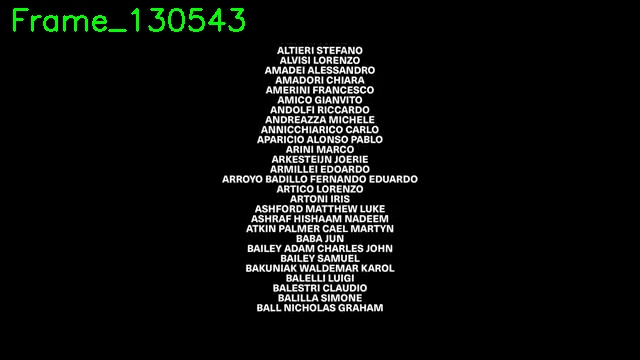 Frame_130543
ALTIERI STEFANO
ALVISI LORENZO
AMADEI ALESSANDRO
AMADORI CHIARA
AMERINI FRANCESCO
AMICO GIANVITO
ANDOLFI RICCARDO
ANDREAZZA MICHELE
ANNICCHIARICO CARLO
APARICIO ALONSO PABLO
ARINI MARCO
ARKESTEIJN JOERIE
ARMILLEI EDOARDO
ARROYO BADILLO FERNANDO EDUARDO
ARTICO LORENZO
ARTONI IRIS
ASHFORD MATTHEW LUKE
ASHRAF HISHAAM NADEEM
ATKIN PALMER CAEL MARTYN
BABA JUN
BAILEY ADAM CHARLES JOHN
BAILEY SAMUEL
BAKUNIAK WALDEMAR KAROL
BALELLI LUIGI
BALESTRI CLAUDIO
BALILLA SIMONE
BALL NICHOLAS GRAHAM